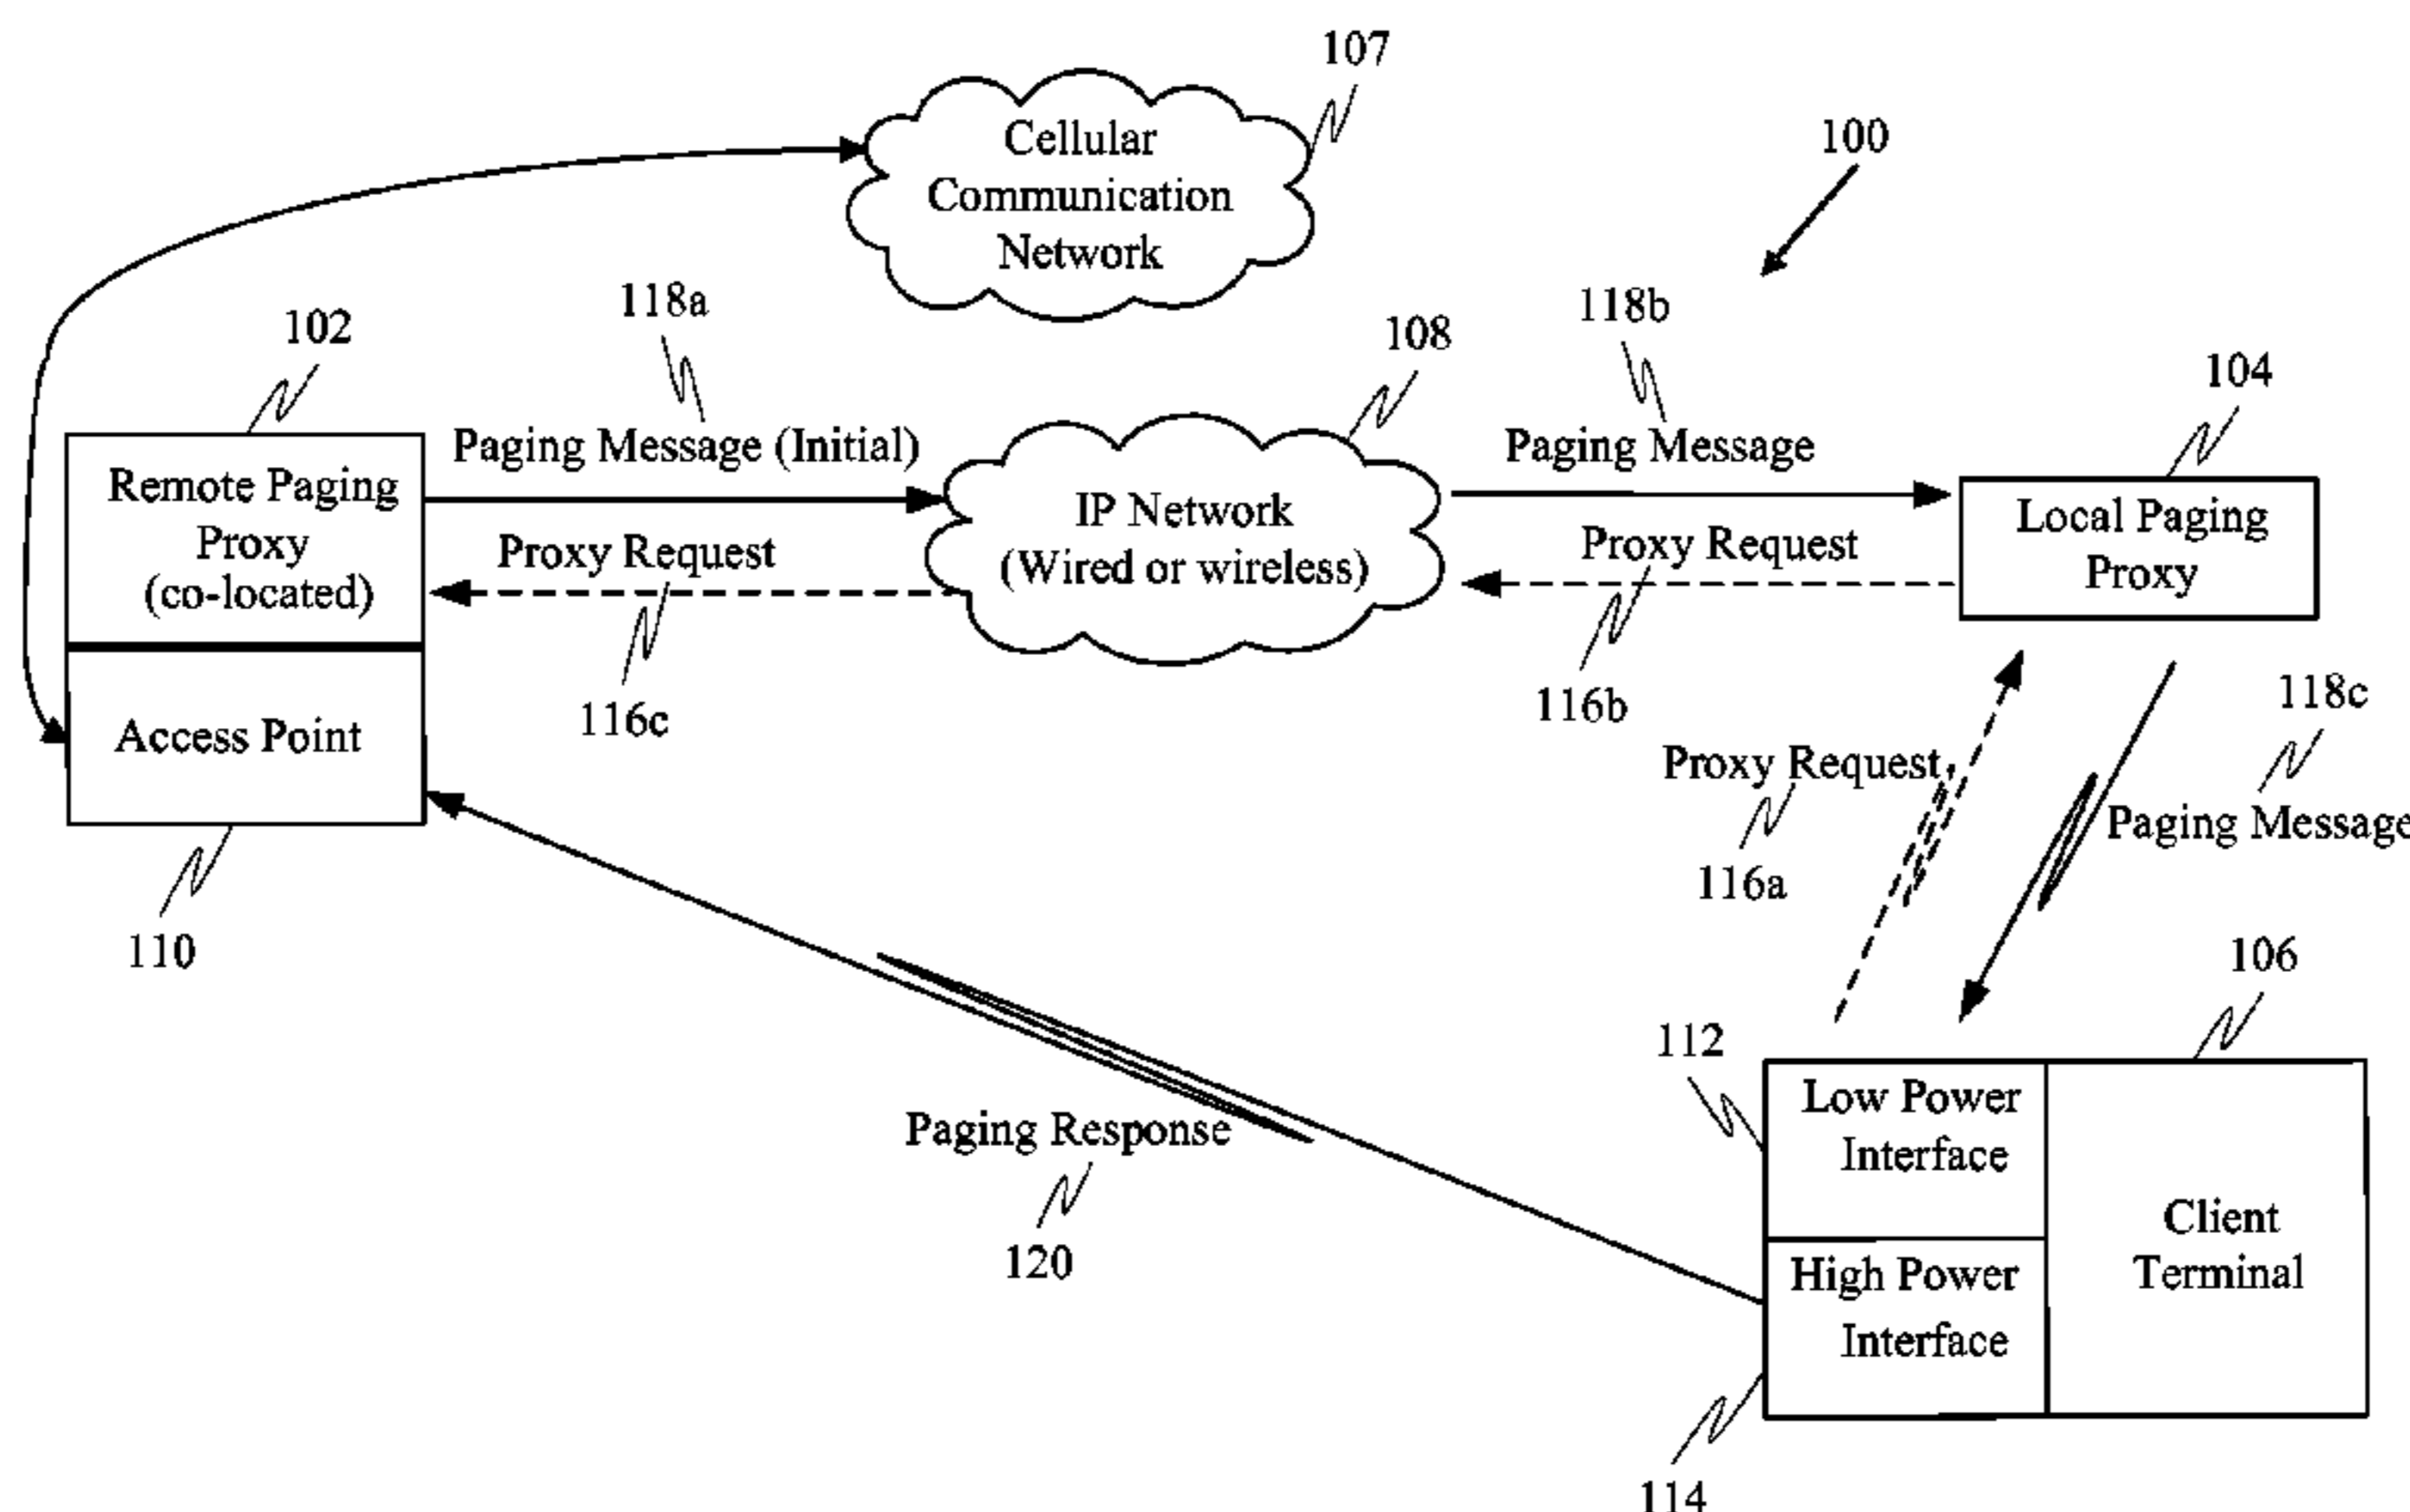 107
Cellular
Communication
Network
100
118a
118b
102
108
104
Paging Message (Initial)
Paging Message
Remote Paging
Proxy
(co-located)
Proxy Request
IP Network
(Wired or wireless)
Proxy Request
Local Paging
Proxy
116c
116b
118c
Access Point
Proxy Request
Paging Message
116a
110
106
112
Low Power
Interface
Paging Response
120
High Power
Interface
Client
Terminal
114